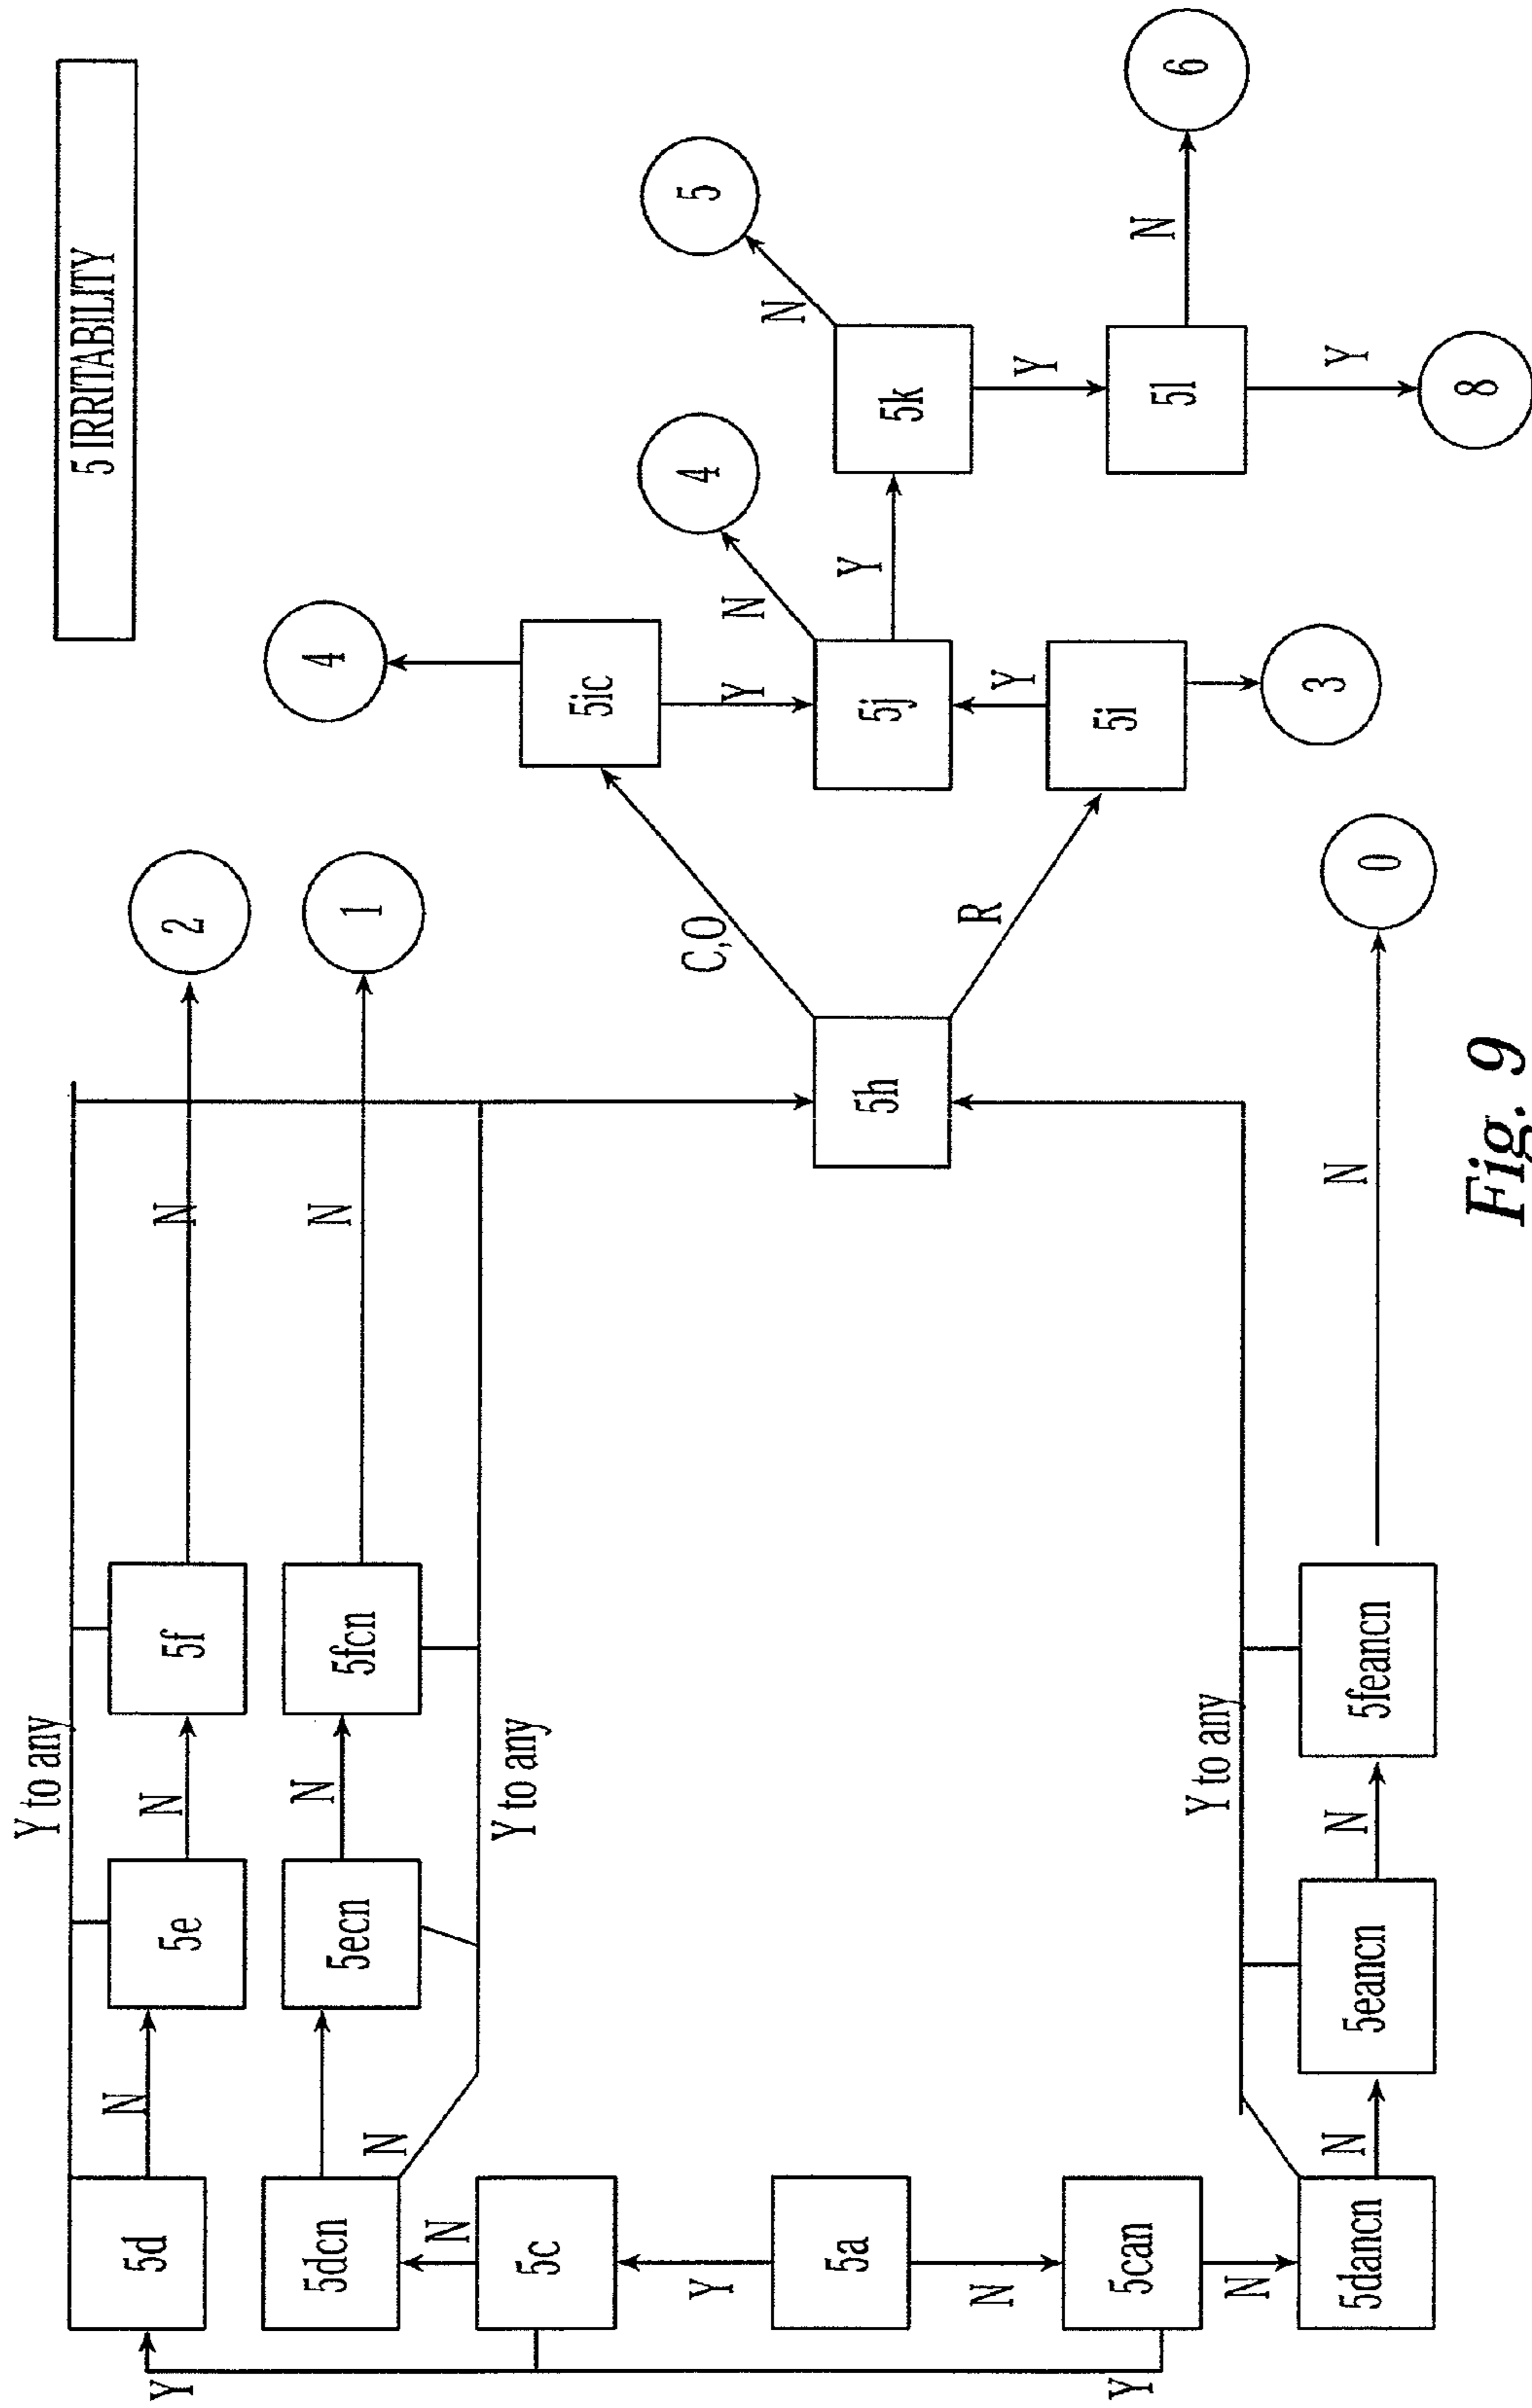 Y to any
5 IRRITABILITY
Y
5d
N
5e
N
5f
N
2
5dcn
N
5ecn
N
5fcn
N
1
4
N
5c
Y to any
5ic
Y
C,O
Y
N
4
5
N
5a
5h
5j
Y
5k
N
R
Y
Y
Y
5can
5i
5l
N
6
Y to any
N
5dancn
N
5eancn
N
5feancn
N
0
3
Y
8
Fig. 9